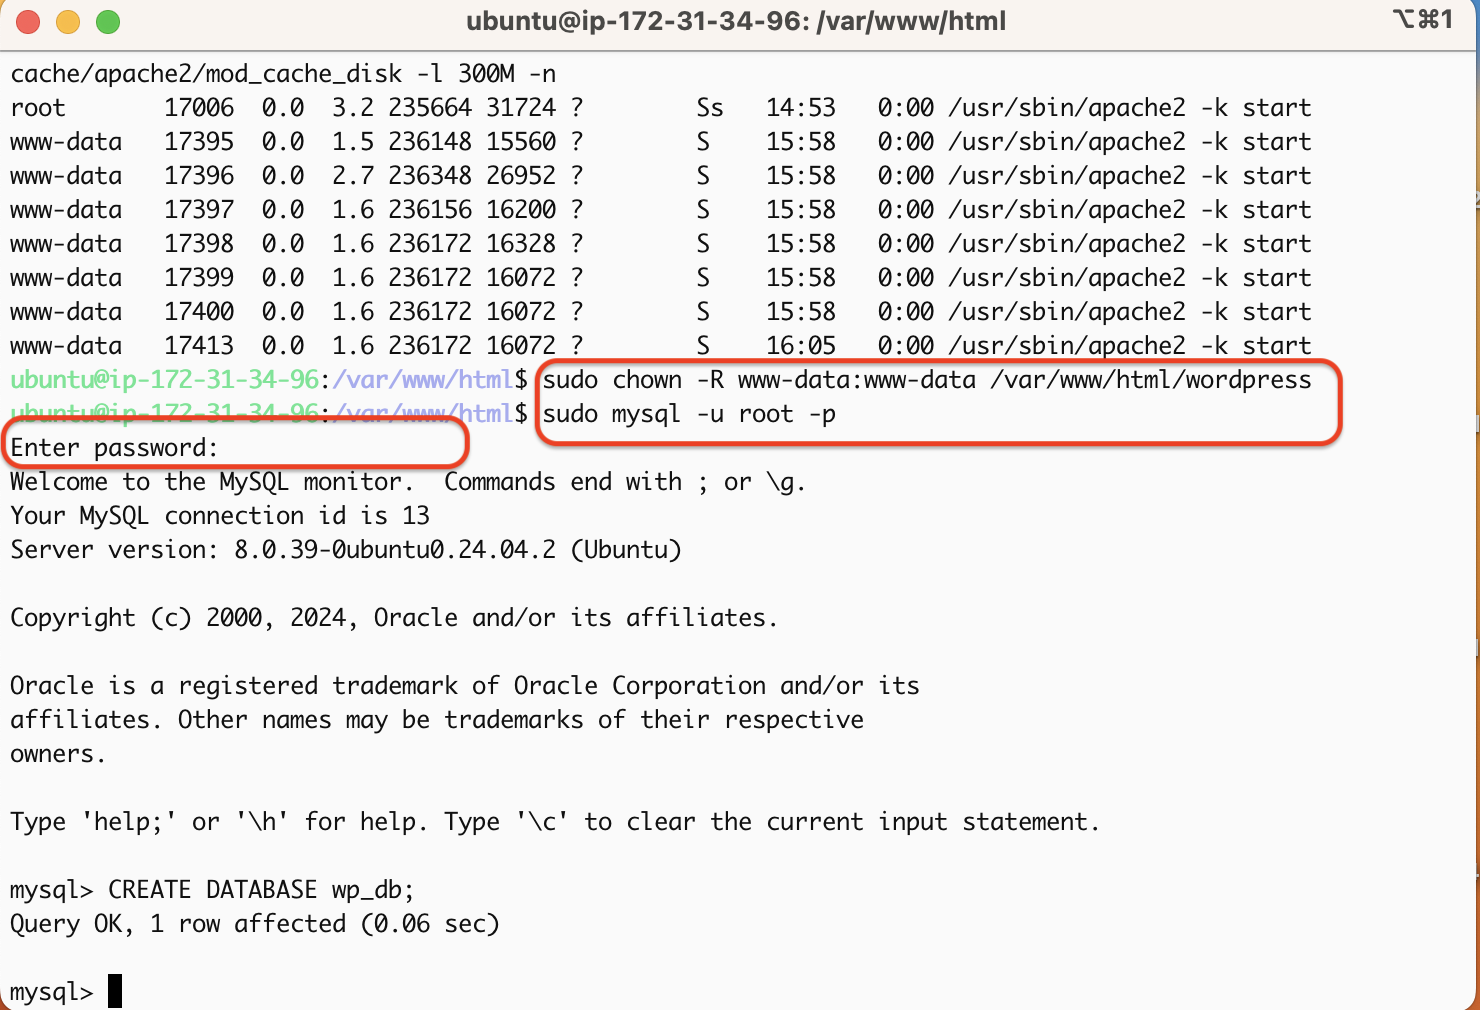 ubuntu@ip-172-31-34-96: /var/www/html ⌥⌘1
cache/apache2/mod_cache_disk -l 300M -n
root 17006 0.0 3.2 235664 31724 ? Ss 14:53 0:00 /usr/sbin/apache2 -k start
www-data 17395 0.0 1.5 236148 15560 ? S 15:58 0:00 /usr/sbin/apache2 -k start
www-data 17396 0.0 2.7 236348 26952 ? S 15:58 0:00 /usr/sbin/apache2 -k start
www-data 17397 0.0 1.6 236156 16200 ? S 15:58 0:00 /usr/sbin/apache2 -k start
www-data 17398 0.0 1.6 236172 16328 ? S 15:58 0:00 /usr/sbin/apache2 -k start
www-data 17399 0.0 1.6 236172 16072 ? S 15:58 0:00 /usr/sbin/apache2 -k start
www-data 17400 0.0 1.6 236172 16072 ? S 15:58 0:00 /usr/sbin/apache2 -k start
www-data 17413 0.0 1.6 236172 16072 ? S 16:05 0:00 /usr/sbin/apache2 -k start
ubuntu@ip-172-31-34-96:/var/www/html$ sudo chown -R www-data:www-data /var/www/html/wordpress
ubuntu@ip-172-31-34-96:/var/www/html$ sudo mysql -u root -p
Enter password:
Welcome to the MySQL monitor.  Commands end with ; or \g.
Your MySQL connection id is 13
Server version: 8.0.39-0ubuntu0.24.04.2 (Ubuntu)
Copyright (c) 2000, 2024, Oracle and/or its affiliates.
Oracle is a registered trademark of Oracle Corporation and/or its
affiliates. Other names may be trademarks of their respective
owners.
Type 'help;' or '\h' for help. Type '\c' to clear the current input statement.
mysql> CREATE DATABASE wp_db;
Query OK, 1 row affected (0.06 sec)
mysql>